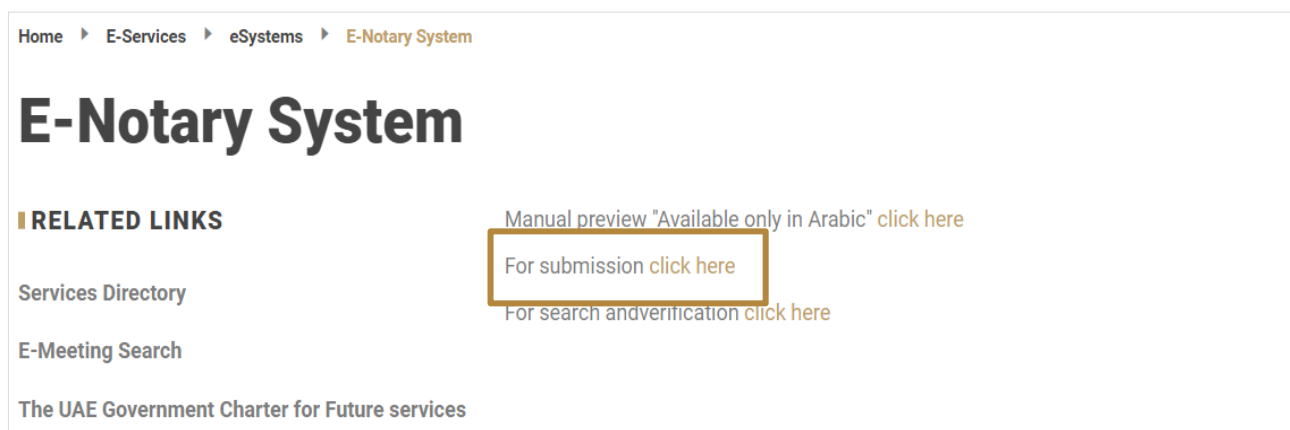 Home E-Services eSystems E-Notary System
E-Notary System
RELATED LINKS
Services Directory
E-Meeting Search
The UAE Government Charter for Future services
Manual preview "Available only in Arabic" click here
For submission click here
For search andverification click here